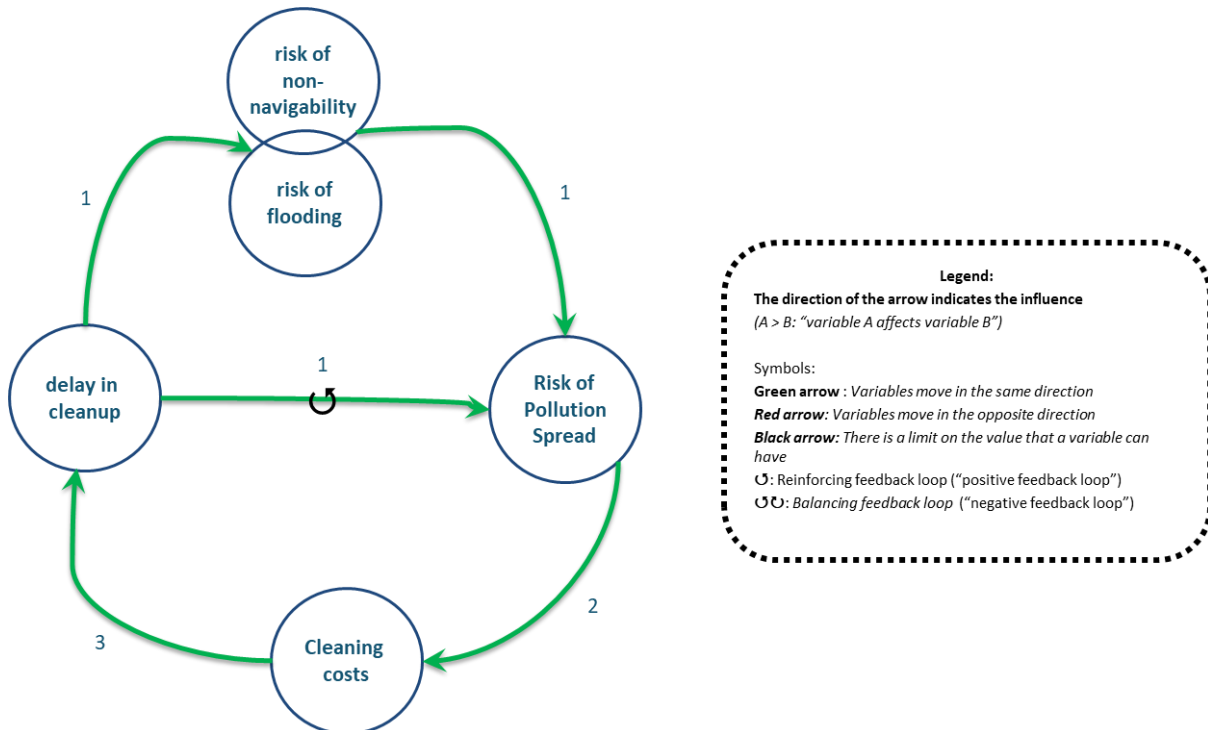 risk of
non-
navigability
risk of
flooding
1
1
delay in
cleanup
1
Risk of
Pollution
Spread
2
3
Cleaning
costs
Legend:
The direction of the arrow indicates the influence
(A > B: “variable A affects variable B”)
Symbols:
Green arrow : Variables move in the same direction
Red arrow: Variables move in the opposite direction
Black arrow: There is a limit on the value that a variable can
have
↺: Reinforcing feedback loop (“positive feedback loop”)
↺↻: Balancing feedback loop (“negative feedback loop”)